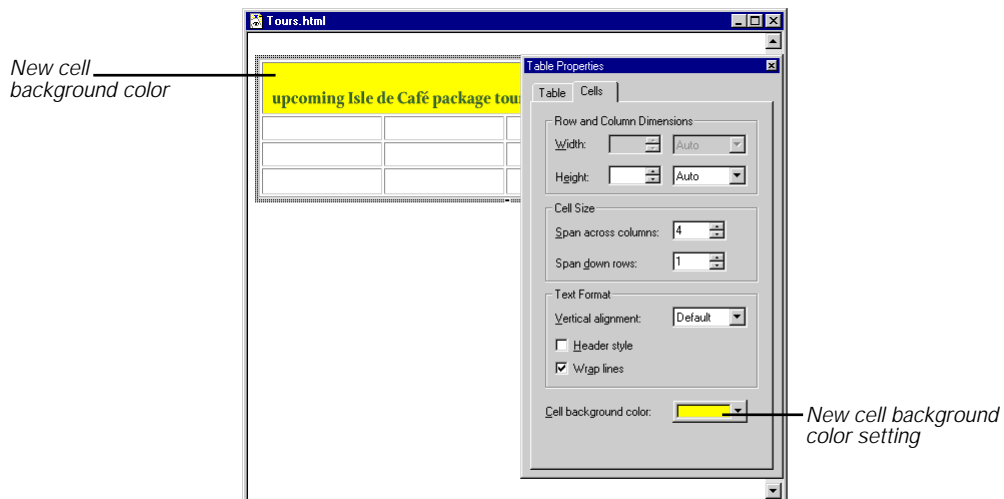 Tours.html
New cell
background color
upcoming Isle de Café package tou
Table Properties
Table
Cells
Row and Column Dimensions
Width:
Auto
Height:
Auto
Cell Size
Span across columns:
4
Span down rows:
1
Text Format
Vertical alignment:
Default
Header style
Wrap lines
Cell background color:
New cell background
color setting